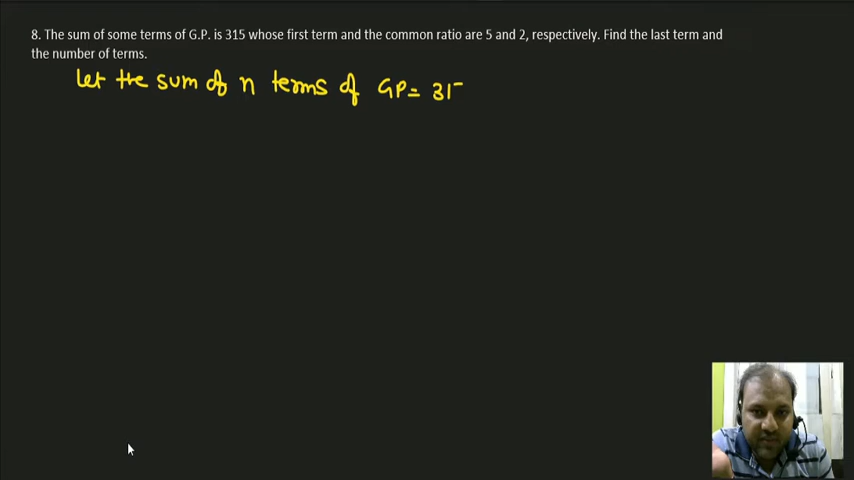 8. The sum of some terms of G.P. is 315 whose first term and the common ratio are 5 and 2, respectively. Find the last term and
the number of terms.
Let the sum of n terms of GP = 31